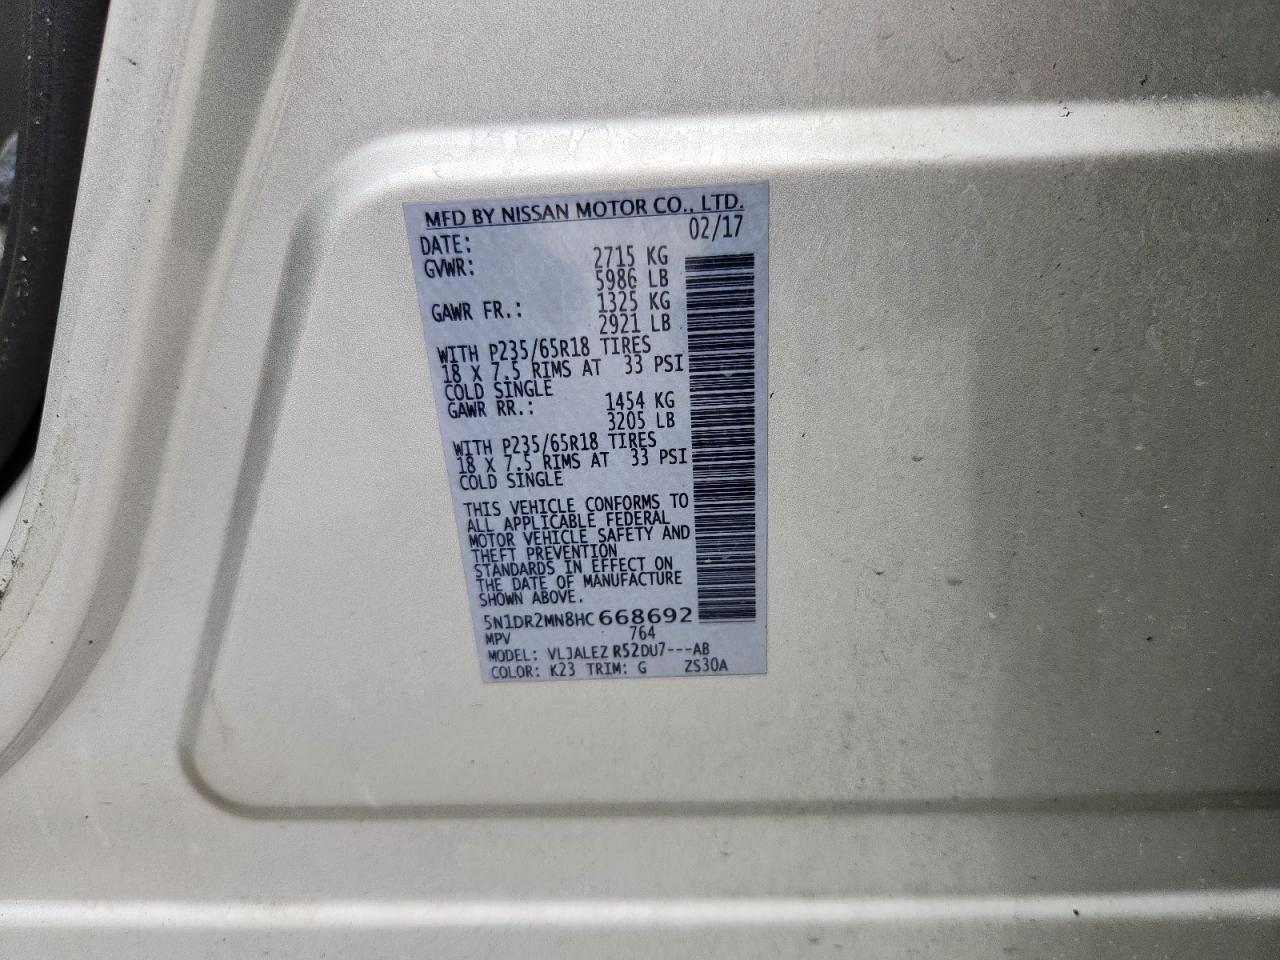 MFD BY NISSAN MOTOR CO., LTD.
DATE: 02/17
GVWR: 2715 KG
5986 LB
GAWR FR.: 1325 KG
2921 LB
WITH P235/65R18 TIRES
18 X 7.5 RIMS AT 33 PSI
COLD SINGLE
GAWR RR.: 1454 KG
3205 LB
WITH P235/65R18 TIRES
18 X 7.5 RIMS AT 33 PSI
COLD SINGLE
THIS VEHICLE CONFORMS TO
ALL APPLICABLE FEDERAL
MOTOR VEHICLE SAFETY AND
THEFT PREVENTION
STANDARDS IN EFFECT ON
THE DATE OF MANUFACTURE
SHOWN ABOVE.
5N1DR2MN8HC668692
MPV 764
MODEL: VLJALEZ R52DU7---AB
COLOR: K23 TRIM: G ZS30A